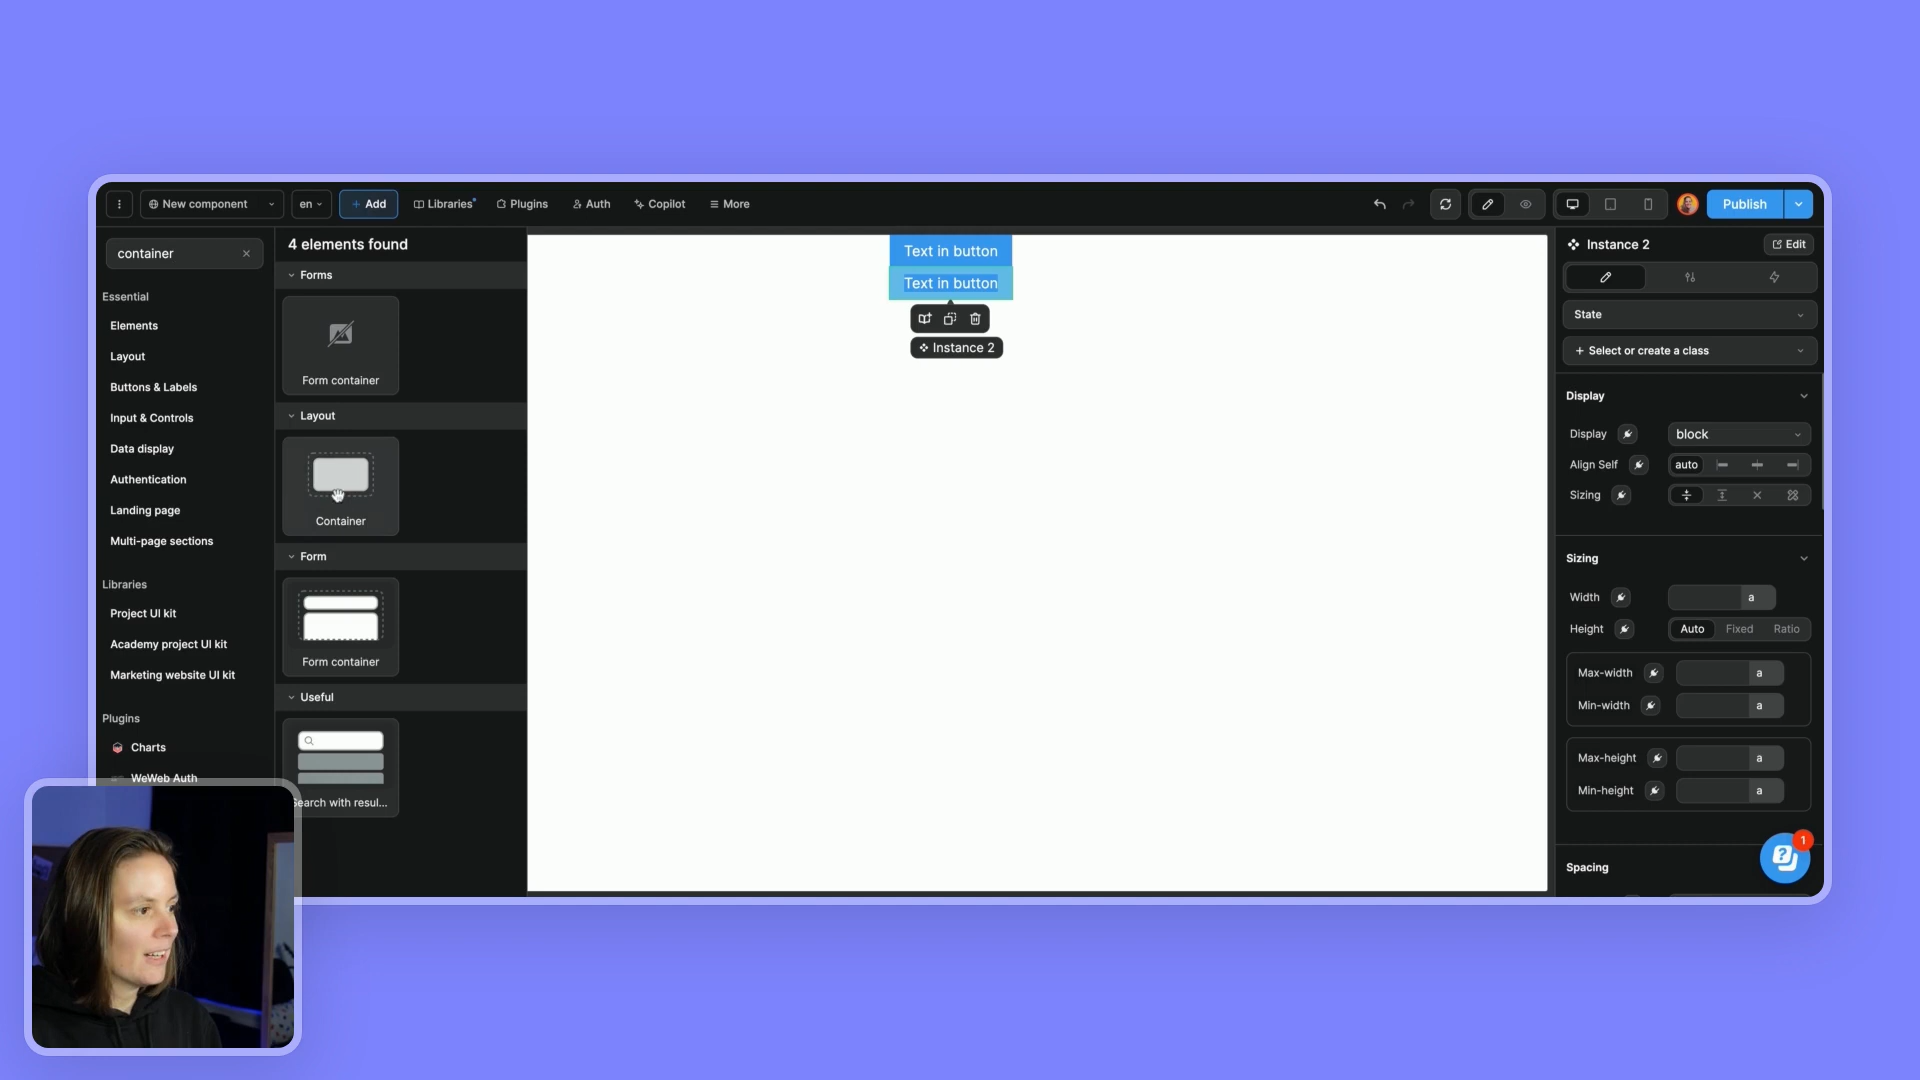 New component
en
+ Add
Libraries
Plugins
Auth
Copilot
More
Publish
container
Essential
Elements
Layout
Buttons & Labels
Input & Controls
Data display
Authentication
Landing page
Multi-page sections
Libraries
Project UI kit
Academy project UI kit
Marketing website UI kit
Plugins
Charts
WeWeb Auth
4 elements found
Forms
Form container
Layout
Container
Form
Form container
Useful
Search with resul...
Text in button
Text in button
Instance 2
Instance 2
Edit
State
+ Select or create a class
Display
Display
block
Align Self
auto
Sizing
Sizing
Width
a
Height
Auto
Fixed
Ratio
Max-width
a
Min-width
a
Max-height
a
Min-height
a
1
?
Spacing